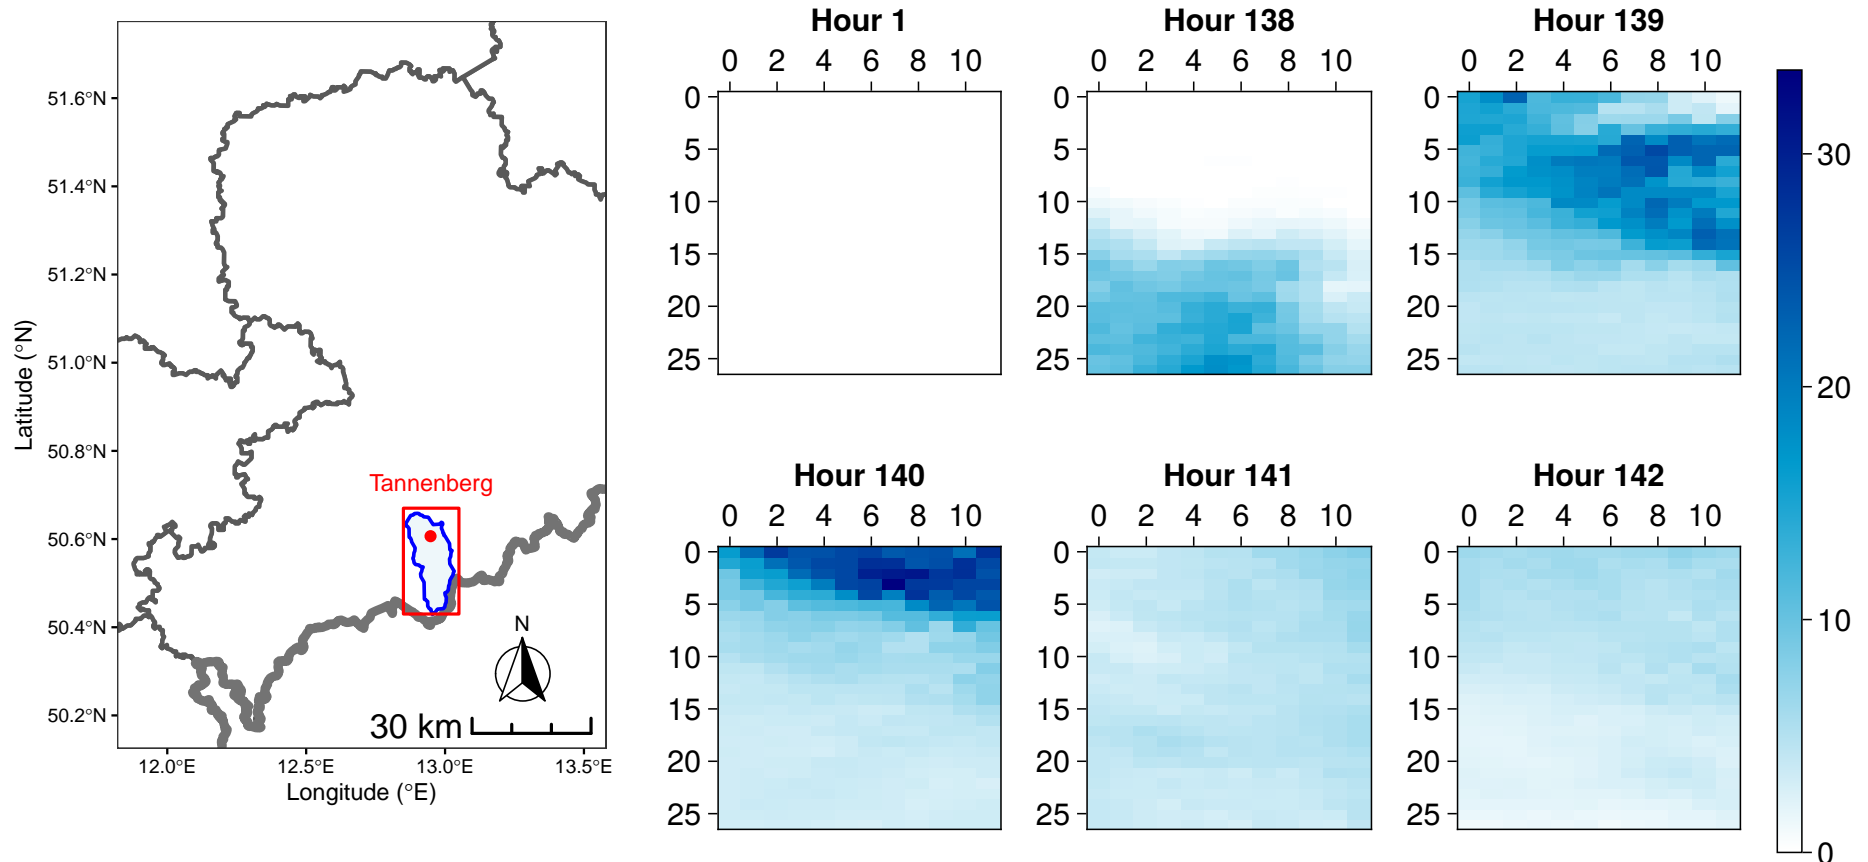 51.6°N
51.4°N
51.2°N
51.0°N
50.8°N
50.6°N
50.4°N
50.2°N
Latitude (°N)
12.0°E 12.5°E 13.0°E 13.5°E
Longitude (°E)
Tannenberg
N
30 km
Hour 1
0 2 4 6 8 10
0
5
10
15
20
25
Hour 138
0 2 4 6 8 10
0
5
10
15
20
25
Hour 139
0 2 4 6 8 10
0
5
10
15
20
25
Hour 140
0 2 4 6 8 10
0
5
10
15
20
25
Hour 141
0 2 4 6 8 10
0
5
10
15
20
25
Hour 142
0 2 4 6 8 10
0
5
10
15
20
25
30
20
10
0